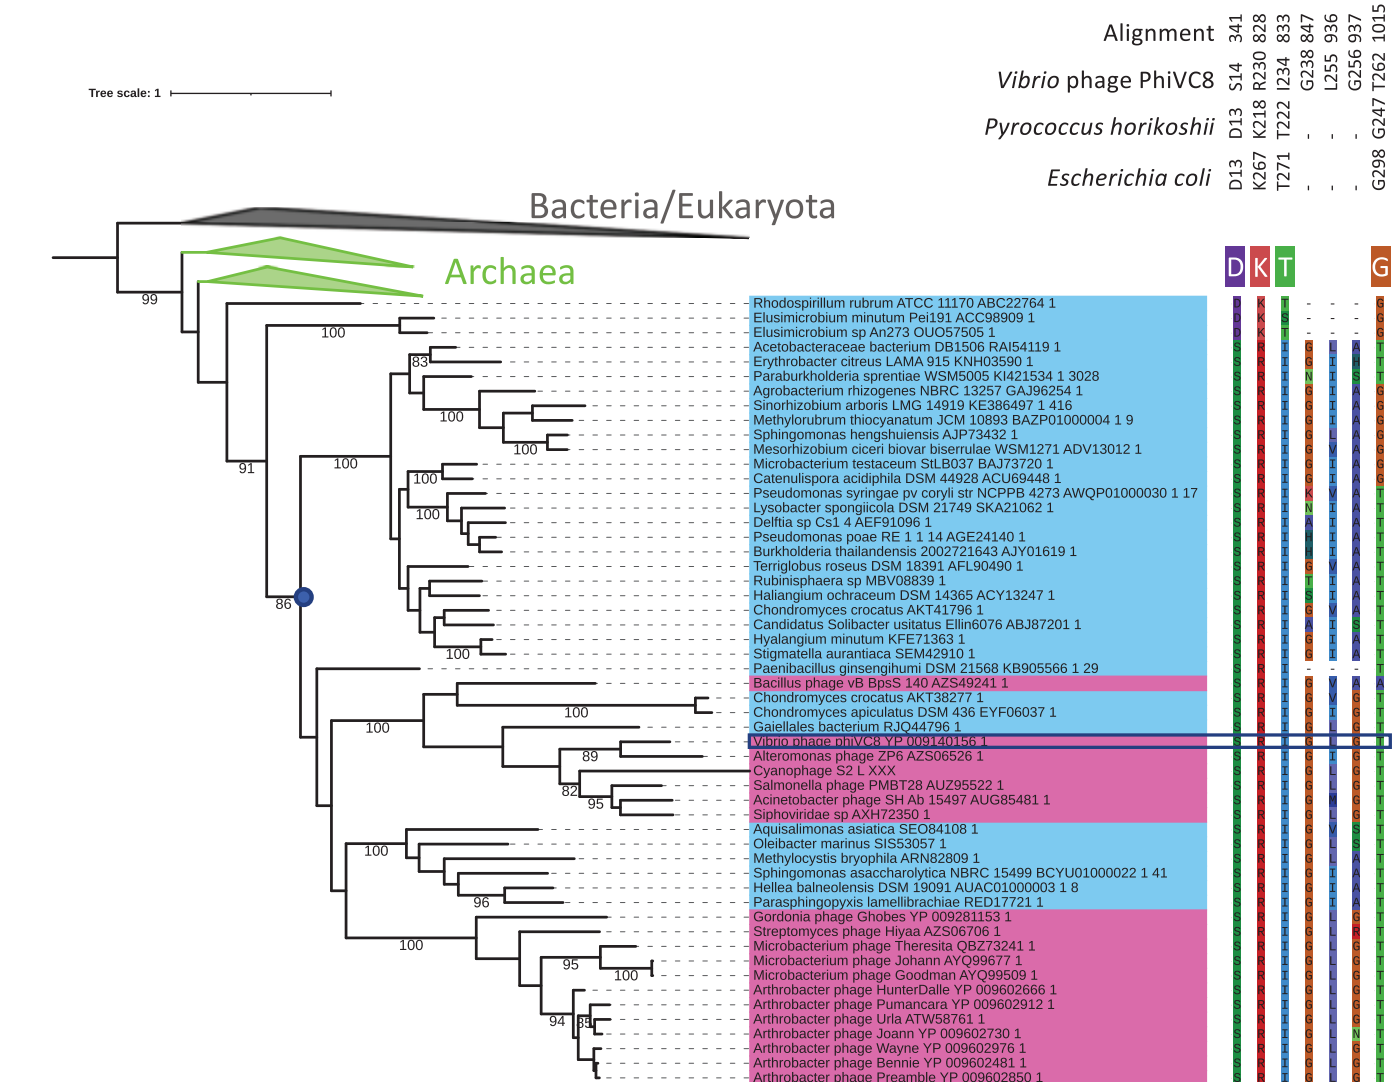 Alignment 341 828 833 847 936 937 1015
Vibrio phage PhiVC8 S14 R230 I234 G238 L255 G256 T262
Pyrococcus horikoshii D13 K218 T222 - - - G247
Escherichia coli D13 K267 T271 - - - G298
Tree scale: 1
Bacteria/Eukaryota
Archaea
D K T G
99
Rhodospirillum rubrum ATCC 11170 ABC22764 1 D K T - - - G
Elusimicrobium minutum Pei191 ACC98909 1 D K S - - - G
100
Elusimicrobium sp An273 OUO57505 1 D K T - - - G
Acetobacteraceae bacterium DB1506 RAI54119 1 S R I G L A T
83
Erythrobacter citreus LAMA 915 KNH03590 1 S R I G I H T
Paraburkholderia sprentiae WSM5005 KI421534 1 3028 S R I N I S T
Agrobacterium rhizogenes NBRC 13257 GAJ96254 1 S R I G I A G
Sinorhizobium arboris LMG 14919 KE386497 1 416 S R I G I A G
100
Methylorubrum thiocyanatum JCM 10893 BAZP01000004 1 9 S R I G I A G
Sphingomonas hengshuiensis AJP73432 1 S R I G L A G
100
Mesorhizobium ciceri biovar biserrulae WSM1271 ADV13012 1 S R I G V A G
91
100
Microbacterium testaceum StLB037 BAJ73720 1 S R I G I A G
100
Catenulispora acidiphila DSM 44928 ACU69448 1 S R I G I A G
Pseudomonas syringae pv coryli str NCPPB 4273 AWQP01000030 1 17 S R I K V A T
100
Lysobacter spongiicola DSM 21749 SKA21062 1 S R I N I A T
Delftia sp Cs1 4 AEF91096 1 S R I A I A T
Pseudomonas poae RE 1 1 14 AGE24140 1 S R I H I A T
Burkholderia thailandensis 2002721643 AJY01619 1 S R I H I A T
Terriglobus roseus DSM 18391 AFL90490 1 S R I G V A T
Rubinisphaera sp MBV08839 1 S R I T I A T
86
Haliangium ochraceum DSM 14365 ACY13247 1 S R I S I A T
Chondromyces crocatus AKT41796 1 S R I G V A T
Candidatus Solibacter usitatus Ellin6076 ABJ87201 1 S R I A I S T
Hyalangium minutum KFE71363 1 S R I G I A T
100
Stigmatella aurantiaca SEM42910 1 S R I G I A T
Paenibacillus ginsengihumi DSM 21568 KB905566 1 29 S R I - - - T
Bacillus phage vB BpsS 140 AZS49241 1 S R I G V A A
Chondromyces crocatus AKT38277 1 S R I G V G T
100
Chondromyces apiculatus DSM 436 EYF06037 1 S R I G I G T
100
Gaiellales bacterium RJQ44796 1 S R I G L G T
Vibrio phage phiVC8 YP 009140156 1 S R I G L G T
89
Alteromonas phage ZP6 AZS06526 1 S R I G I G T
Cyanophage S2 L XXX S R I G L G T
82
Salmonella phage PMBT28 AUZ95522 1 S R I G L G T
95
Acinetobacter phage SH Ab 15497 AUG85481 1 S R I G M G T
Siphoviridae sp AXH72350 1 S R I G L G T
Aquisalimonas asiatica SEO84108 1 S R I G V S T
100
Oleibacter marinus SIS53057 1 S R I G L S T
Methylocystis bryophila ARN82809 1 S R I G L A T
Sphingomonas asaccharolytica NBRC 15499 BCYU01000022 1 41 S R I G I A T
Hellea balneolensis DSM 19091 AUAC01000003 1 8 S R I G I A T
96
Parasphingopyxis lamellibrachiae RED17721 1 S R I G I A T
Gordonia phage Ghobes YP 009281153 1 S R I G L G T
Streptomyces phage Hiyaa AZS06706 1 S R I G L R T
100
Microbacterium phage Theresita QBZ73241 1 S R I G L G T
95
Microbacterium phage Johann AYQ99677 1 S R I G L G T
100
Microbacterium phage Goodman AYQ99509 1 S R I G L G T
Arthrobacter phage HunterDalle YP 009602666 1 S R I G L G T
Arthrobacter phage Pumancara YP 009602912 1 S R I G L G T
94
Arthrobacter phage Urla ATW58761 1 S R I G L G T
Arthrobacter phage Joann YP 009602730 1 S R I G L N T
Arthrobacter phage Wayne YP 009602976 1 S R I G L G T
Arthrobacter phage Bennie YP 009602481 1 S R I G L G T
Arthrobacter phage Preamble YP 009602850 1 S R I G L G T